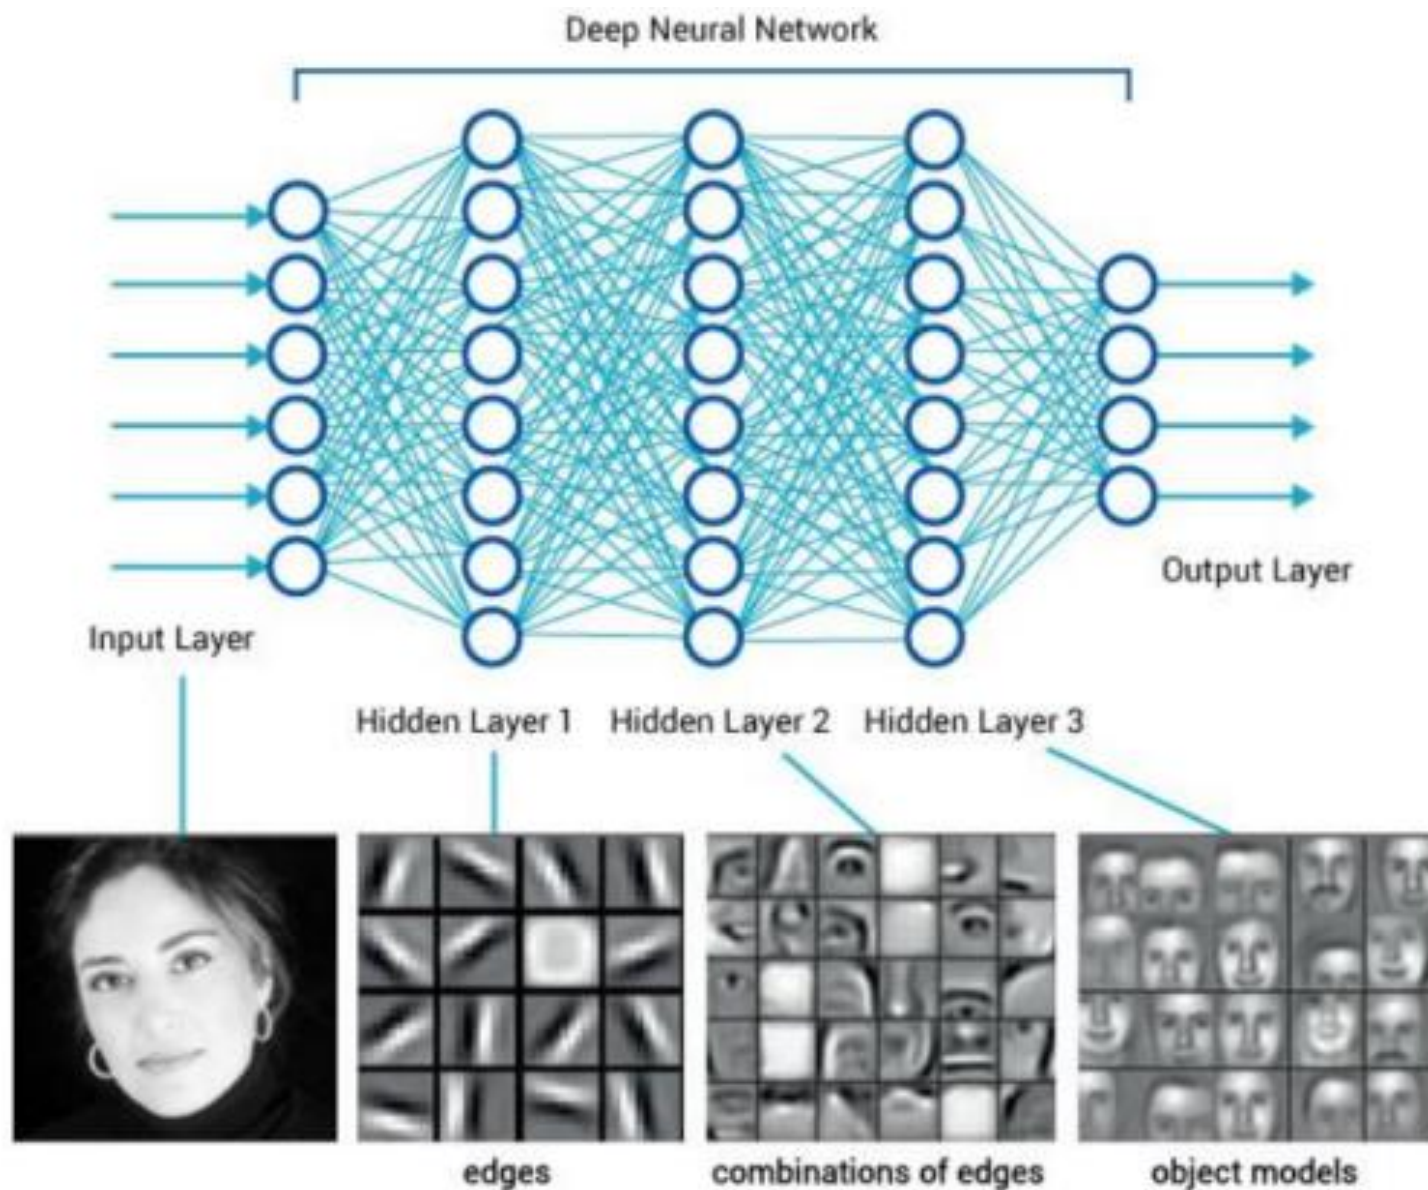 Deep Neural Network
Output Layer
Input Layer
Hidden Layer 1
Hidden Layer 2
Hidden Layer 3
edges
combinations of edges
object models